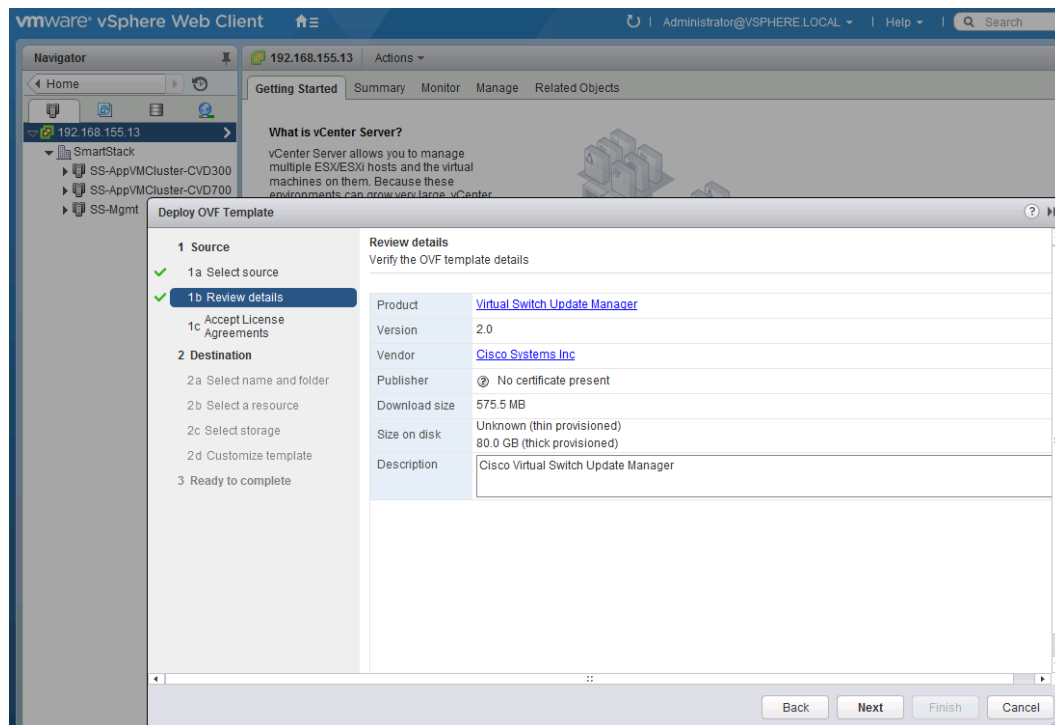 vmware® vSphere Web Client
Administrator@VSPHERE.LOCAL
Help
Search
Navigator
192.168.155.13
Actions
Home
Getting Started
Summary
Monitor
Manage
Related Objects
192.168.155.13
SmartStack
SS-AppVMCluster-CVD300
SS-AppVMCluster-CVD700
SS-Mgmt
What is vCenter Server?
vCenter Server allows you to manage
multiple ESX/ESXi hosts and the virtual
machines on them. Because these
environments can grow very large, vCenter
Deploy OVF Template
1 Source
1a Select source
1b Review details
1c Accept License
Agreements
2 Destination
2a Select name and folder
2b Select a resource
2c Select storage
2d Customize template
3 Ready to complete
Review details
Verify the OVF template details
Product Virtual Switch Update Manager
Version 2.0
Vendor Cisco Systems Inc
Publisher No certificate present
Download size 575.5 MB
Size on disk Unknown (thin provisioned)
80.0 GB (thick provisioned)
Description Cisco Virtual Switch Update Manager
Back
Next
Finish
Cancel